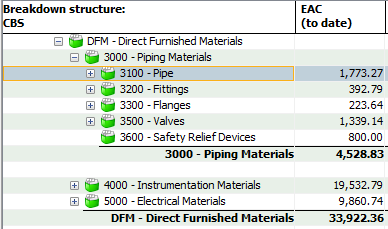 Breakdown structure: EAC
CBS (to date)
DFM - Direct Furnished Materials
3000 - Piping Materials
3100 - Pipe 1,773.27
3200 - Fittings 392.79
3300 - Flanges 223.64
3500 - Valves 1,339.14
3600 - Safety Relief Devices 800.00
3000 - Piping Materials 4,528.83
4000 - Instrumentation Materials 19,532.79
5000 - Electrical Materials 9,860.74
DFM - Direct Furnished Materials 33,922.36